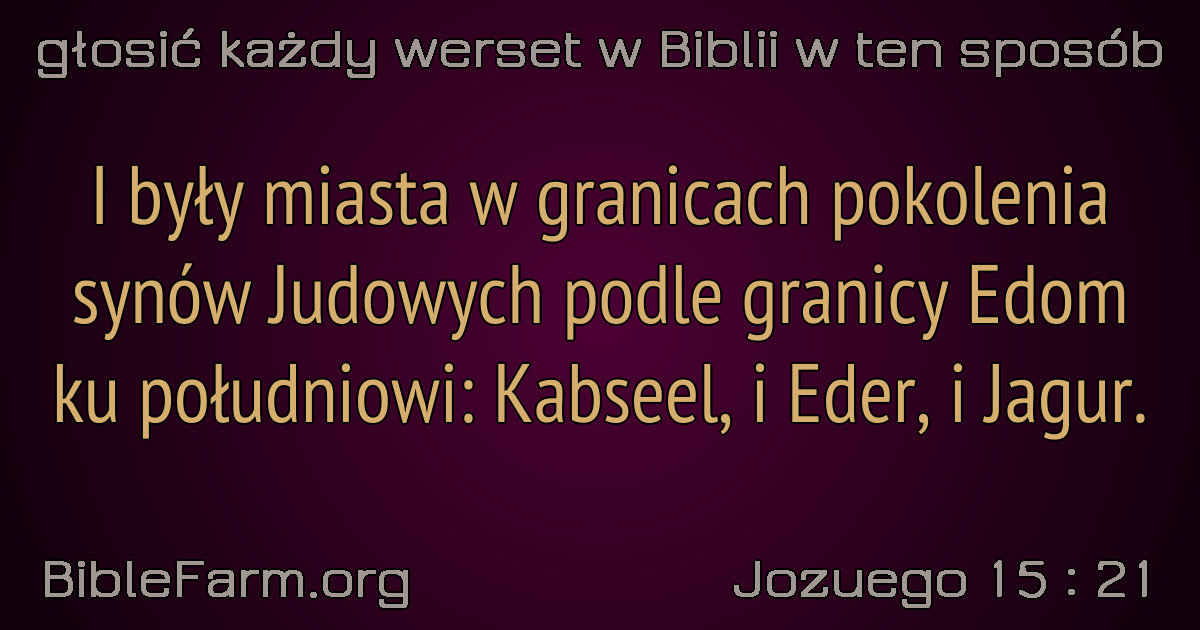 głosić każdy werset w Biblii w ten sposób
I były miasta w granicach pokolenia
synów Judowych podle granicy Edom
ku południowi: Kabseel, i Eder, i Jagur.
BibleFarm.org
Jozuego 15 : 21